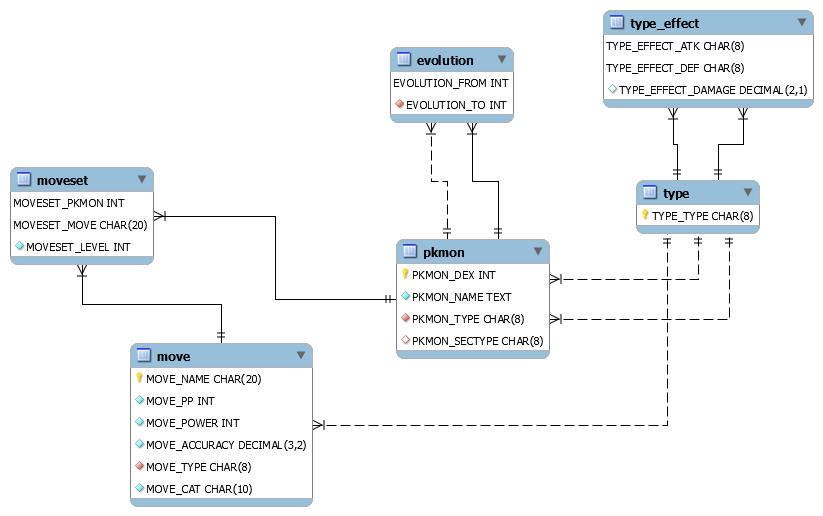 type_effect
TYPE_EFFECT_ATK CHAR(8)
TYPE_EFFECT_DEF CHAR(8)
TYPE_EFFECT_DAMAGE DECIMAL(2,1)
evolution
EVOLUTION_FROM INT
EVOLUTION_TO INT
moveset
MOVESET_PKMON INT
MOVESET_MOVE CHAR(20)
MOVESET_LEVEL INT
type
TYPE_TYPE CHAR(8)
pkmon
PKMON_DEX INT
PKMON_NAME TEXT
PKMON_TYPE CHAR(8)
PKMON_SECTYPE CHAR(8)
move
MOVE_NAME CHAR(20)
MOVE_PP INT
MOVE_POWER INT
MOVE_ACCURACY DECIMAL(3,2)
MOVE_TYPE CHAR(8)
MOVE_CAT CHAR(10)